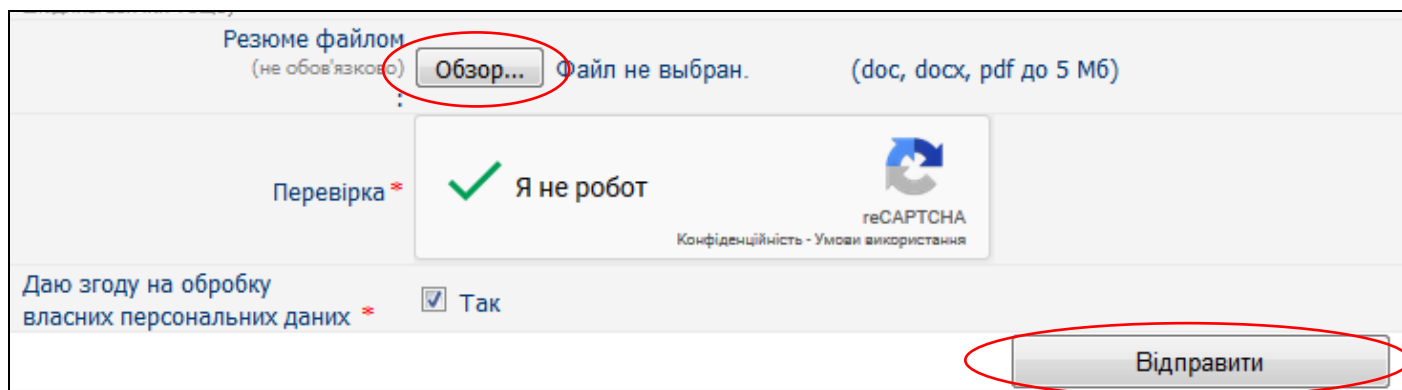 Резюме файлом
(не обов'язково) Обзор... Файл не выбран. (doc, docx, pdf до 5 Мб)
:
Перевірка * Я не робот
reCAPTCHA
Конфіденційність - Умови використання
Даю згоду на обробку
власних персональних даних * Так
Відправити